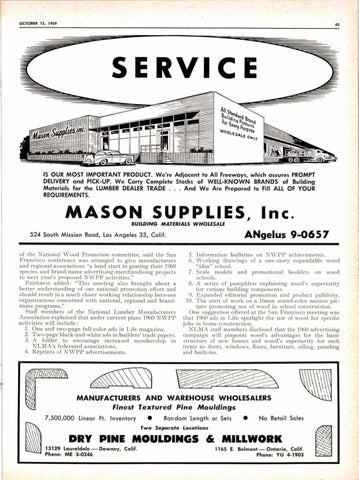 OCTOBER 15, 1959
45
SERVICE
Mason Supplies inc.
All Standard Brand
Building Products
For Every Purpose
WHOLESALE ONLY
IS OUR MOST IMPORTANT PRODUCT. We're Adjacent to All Freeways, which assures PROMPT
DELIVERY and PICK-UP. We Carry Complete Stocks of WELL-KNOWN BRANDS of Building
Materials for the LUMBER DEALER TRADE . . . And We Are Prepared to Fill ALL OF YOUR
REQUIREMENTS.
MASON SUPPLIES, Inc.
BUILDING MATERIALS WHOLESALE
524 South Mission Road, Los Angeles 33, Calif.
ANgelus 9-0657
of the National Wood Promotion committee, said the San
Francisco conference was arranged to give manufacturers
and regional associations "a head start in gearing their 1960
species and brand-name advertising-merchandising projects
to next year's proposed NWPP activities."
Fairhurst added: "This meeting also brought about a
better understanding of our national promotion effort and
should result in a much closer working relationship between
organizations concerned with national, regional and brand-
name programs."
Staff members of the National Lumber Manufacturers
Association explained that under current plans 1960 NWPP
activities will include:
1. One and two-page full-color ads in Life magazine.
2. Two-page black-and-white ads in builders' trade papers.
3. A folder to encourage increased membership in
NLMA's federated associations.
4. Reprints of NWPP advertisements.
5. Information bulletins on NWPP achievements.
6. Working drawings of a one-story expandable wood
"idea" school.
7. Scale models and promotional booklets on wood
schools.
8. A series of pamphlets explaining wood's superiority
for various building components.
9. Expanded editorial promotion and product publicity.
10. The start of work on a 16mm sound-color motion pic-
ture promoting use of wood in school construction.
One suggestion offered at the San Francisco meeting was
that 1960 ads in Life spotlight the use of wood for specific
jobs in home construction.
NLMA staff members disclosed that the 1960 advertising
campaign will pinpoint wood's advantages for the basic
structure of new homes and wood's superiority for such
items as doors, windows, floors, furniture, siding, paneling
and built-ins.
MANUFACTURERS AND WAREHOUSE WHOLESALERS
Finest Textured Pine Mouldings
7,500,000 Linear Ft. Inventory • Random Length or Sets • No Retail Sales
Two Separate Locations
DRY PINE MOULDINGS & MILLWORK
13129 Laureldale — Downey, Calif.
Phone: ME 3-0246
1165 E. Belmont — Ontario, Calif.
Phone: YU 4-1903